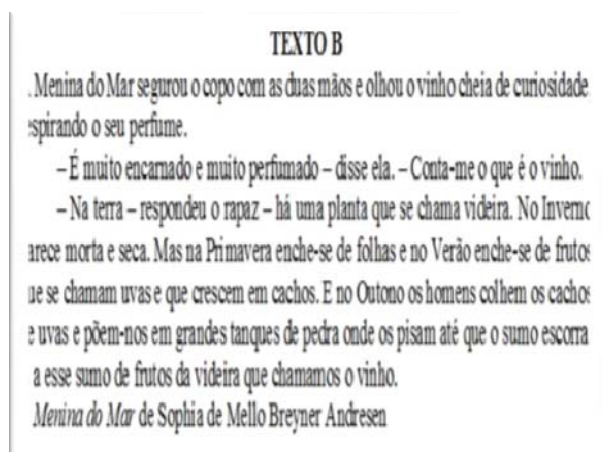 TEXTO B
. Menina do Mar segurou o copo com as duas mãos e olhou o vinho cheia de curiosidade
espirando o seu perfume.
– É muito encarnado e muito perfumado – disse ela. – Conta-me o que é o vinho.
– Na terra – respondeu o rapaz – há uma planta que se chama videira. No Inverno
arece morta e seca. Mas na Primavera enche-se de folhas e no Verão enche-se de frutos
ue se chamam uvas e que crescem em cachos. E no Outono os homens colhem os cachos
e uvas e põem-nos em grandes tanques de pedra onde os pisam até que o sumo escorra
a esse sumo de frutos da videira que chamamos o vinho.
Menina do Mar de Sophia de Mello Breyner Andresen